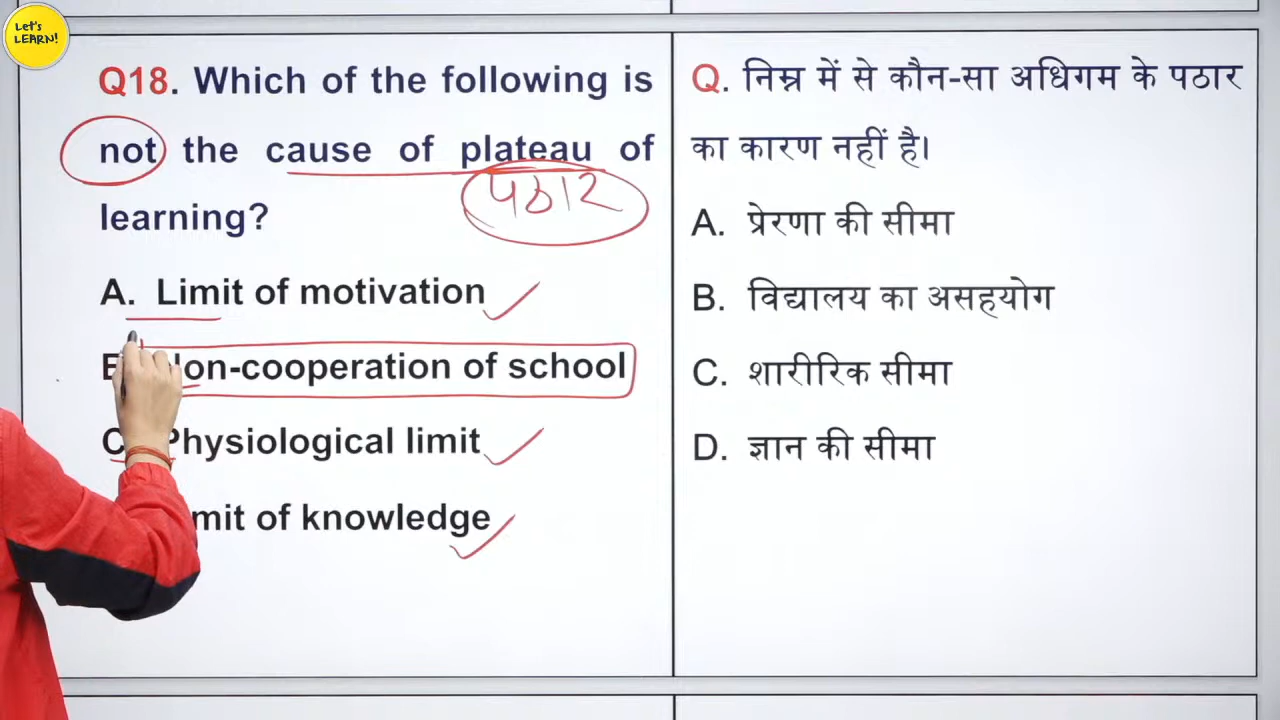 Let's
LEARN!
Q18. Which of the following is
not the cause of plateau of
learning?
पठार
A. Limit of motivation
Non-cooperation of school
C. Physiological limit
mit of knowledge
Q. निम्न में से कौन-सा अधिगम के पठार
का कारण नहीं है।
A. प्रेरणा की सीमा
B. विद्यालय का असहयोग
C. शारीरिक सीमा
D. ज्ञान की सीमा